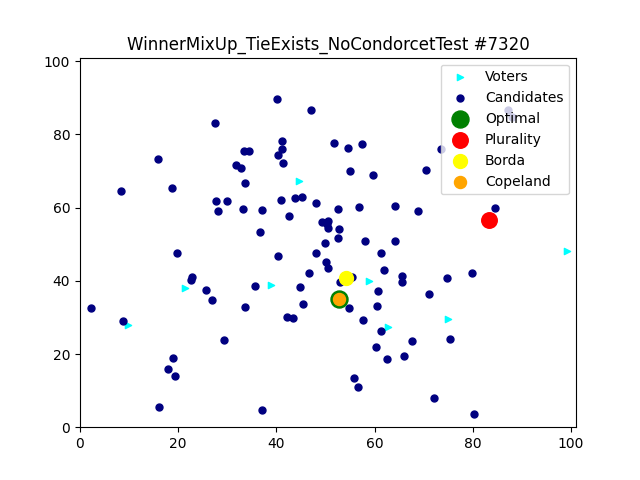 WinnerMixUp_TieExists_NoCondorcetTest #7320
100
80
60
40
20
0
0 20 40 60 80 100
Voters
Candidates
Optimal
Plurality
Borda
Copeland